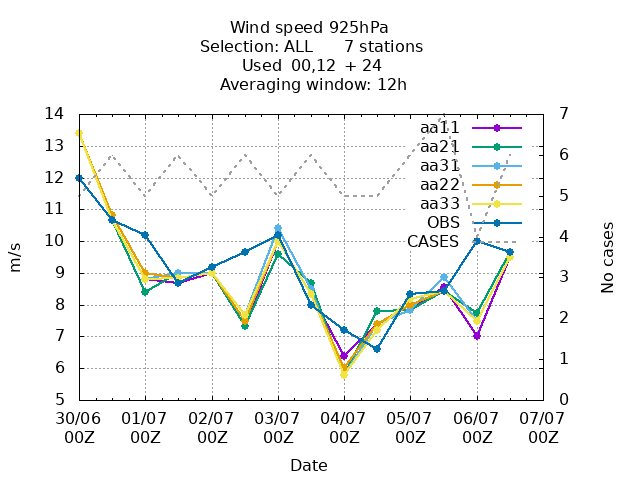 Wind speed 925hPa
Selection: ALL 7 stations
Used 00,12 + 24
Averaging window: 12h
14
13
12
11
10
9
8
7
6
5
m/s
7
6
5
4
3
2
1
0
No cases
aa11
aa21
aa31
aa22
aa33
OBS
CASES
30/06 01/07 02/07 03/07 04/07 05/07 06/07 07/07
00Z 00Z 00Z 00Z 00Z 00Z 00Z 00Z
Date